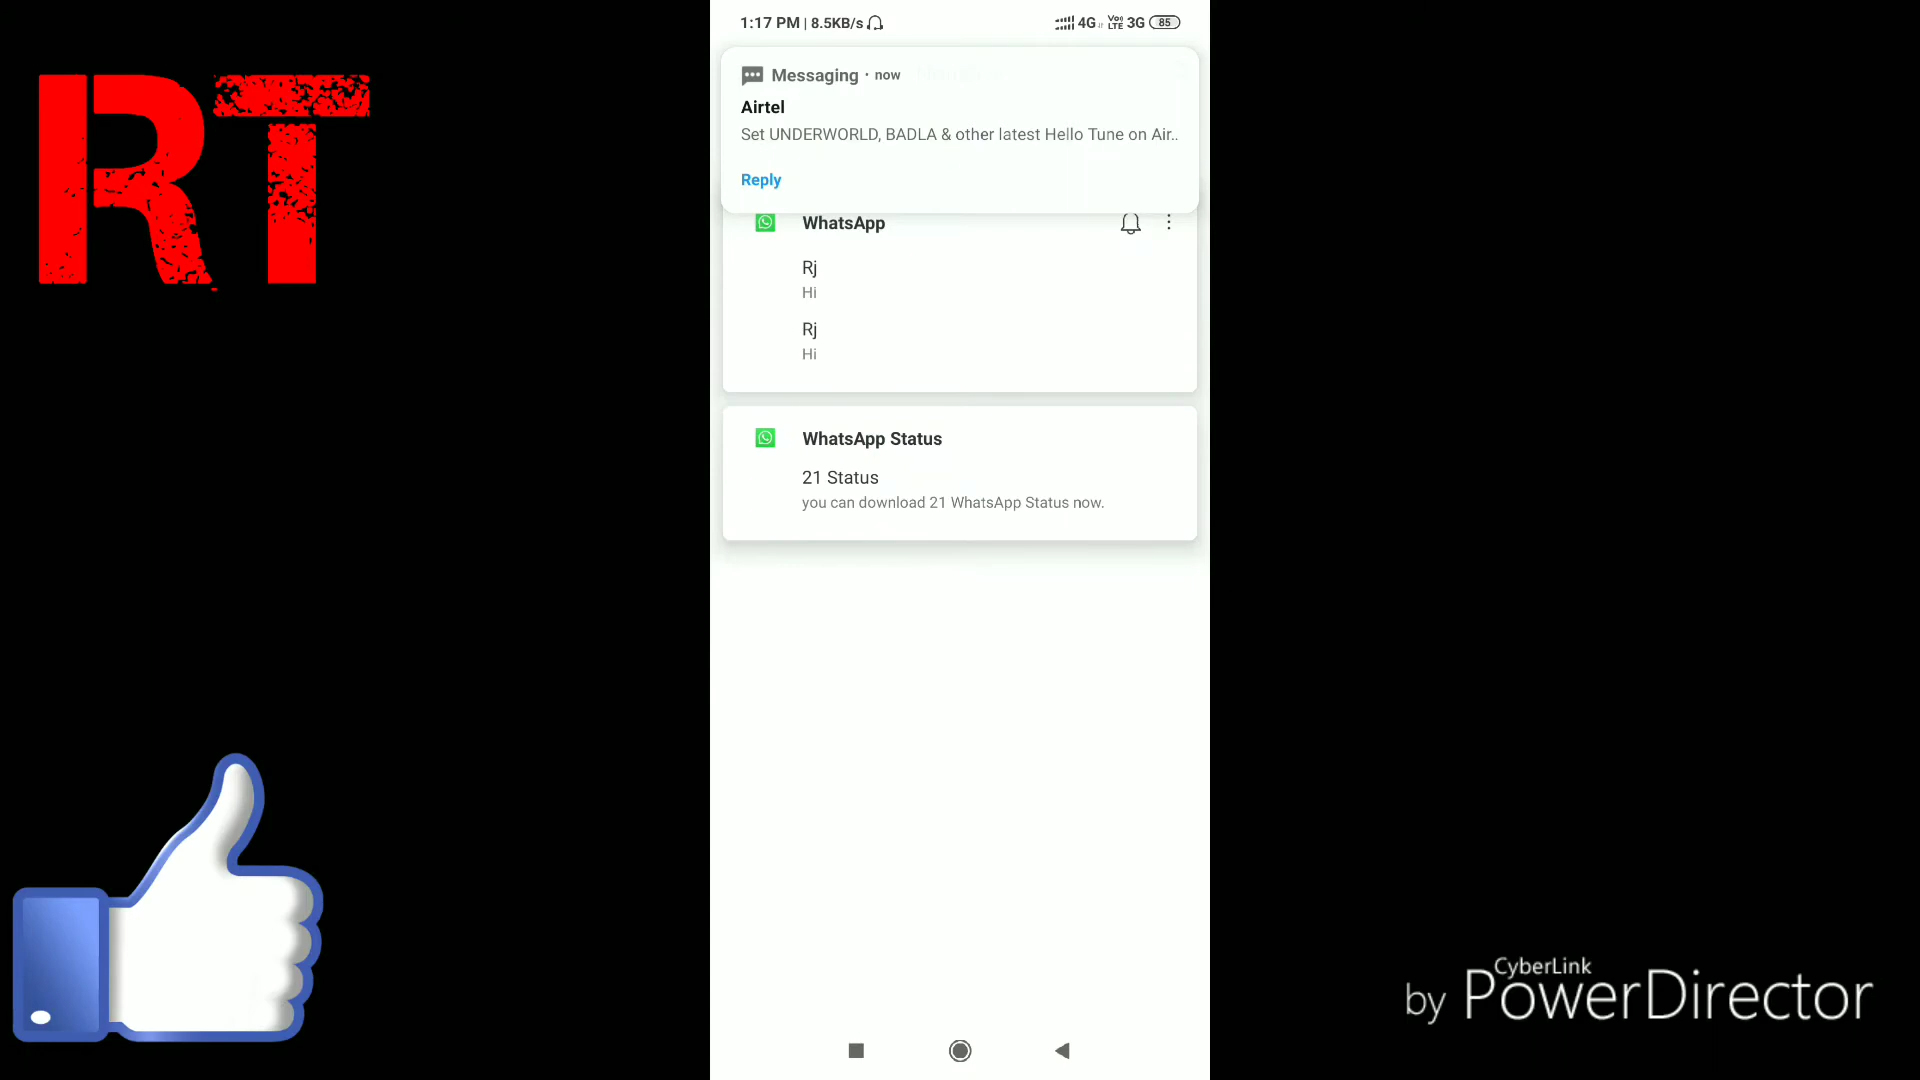 RT
1:17 PM | 8.5KB/s 4G Vo) LTE 3G 85
Messaging · now
Airtel
Set UNDERWORLD, BADLA & other latest Hello Tune on Air..
Reply
WhatsApp
Rj
Hi
Rj
Hi
WhatsApp Status
21 Status
you can download 21 WhatsApp Status now.
by CyberLink PowerDirector